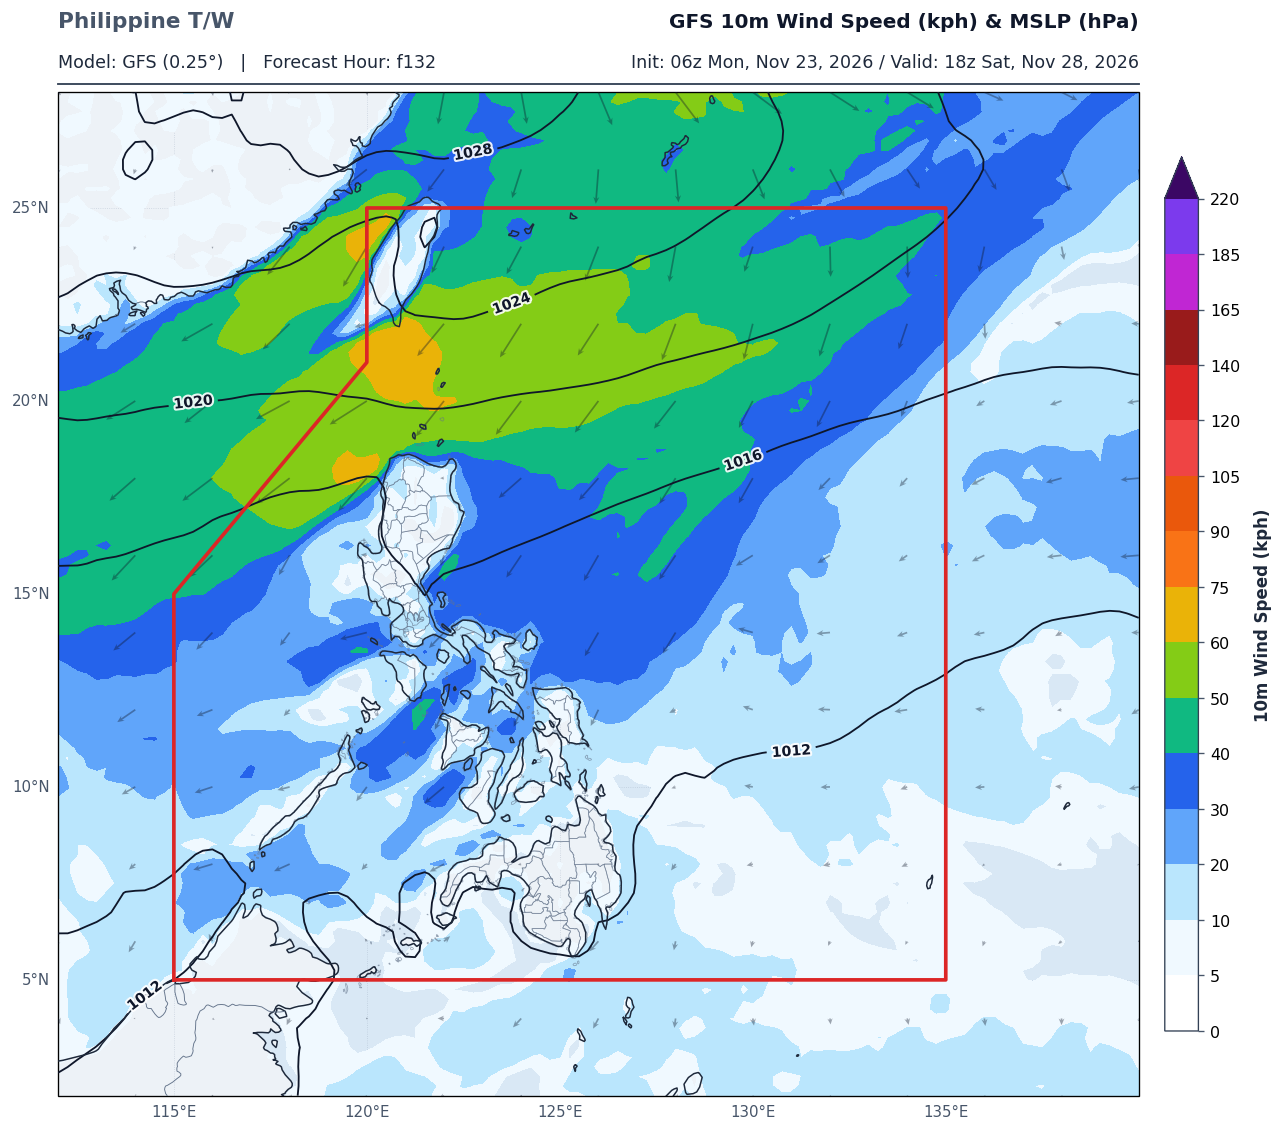 Philippine T/W
GFS 10m Wind Speed (kph) & MSLP (hPa)
Model: GFS (0.25°) | Forecast Hour: f132
Init: 06z Mon, Nov 23, 2026 / Valid: 18z Sat, Nov 28, 2026
1028
1024
1020
1016
1012
1012
25°N
20°N
15°N
10°N
5°N
115°E
120°E
125°E
130°E
135°E
220
185
165
140
120
105
90
75
60
50
40
30
20
10
5
0
10m Wind Speed (kph)